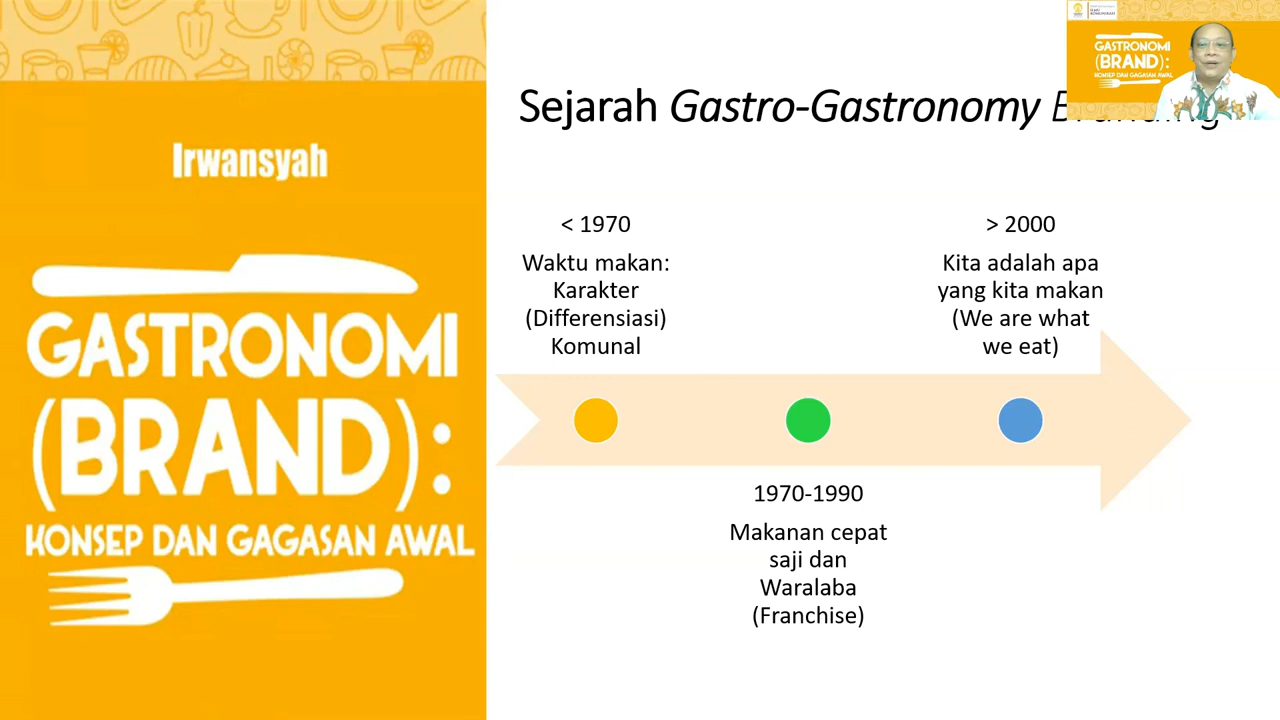 Irwansyah
GASTRONOMI
(BRAND):
KONSEP DAN GAGASAN AWAL
Sejarah Gastro-Gastronomy
< 1970
Waktu makan:
Karakter
(Differensiasi)
Komunal
1970-1990
Makanan cepat
saji dan
Waralaba
(Franchise)
> 2000
Kita adalah apa
yang kita makan
(We are what
we eat)
GASTRONOMI
(BRAND):
KONSEP DAN GAGASAN AWAL